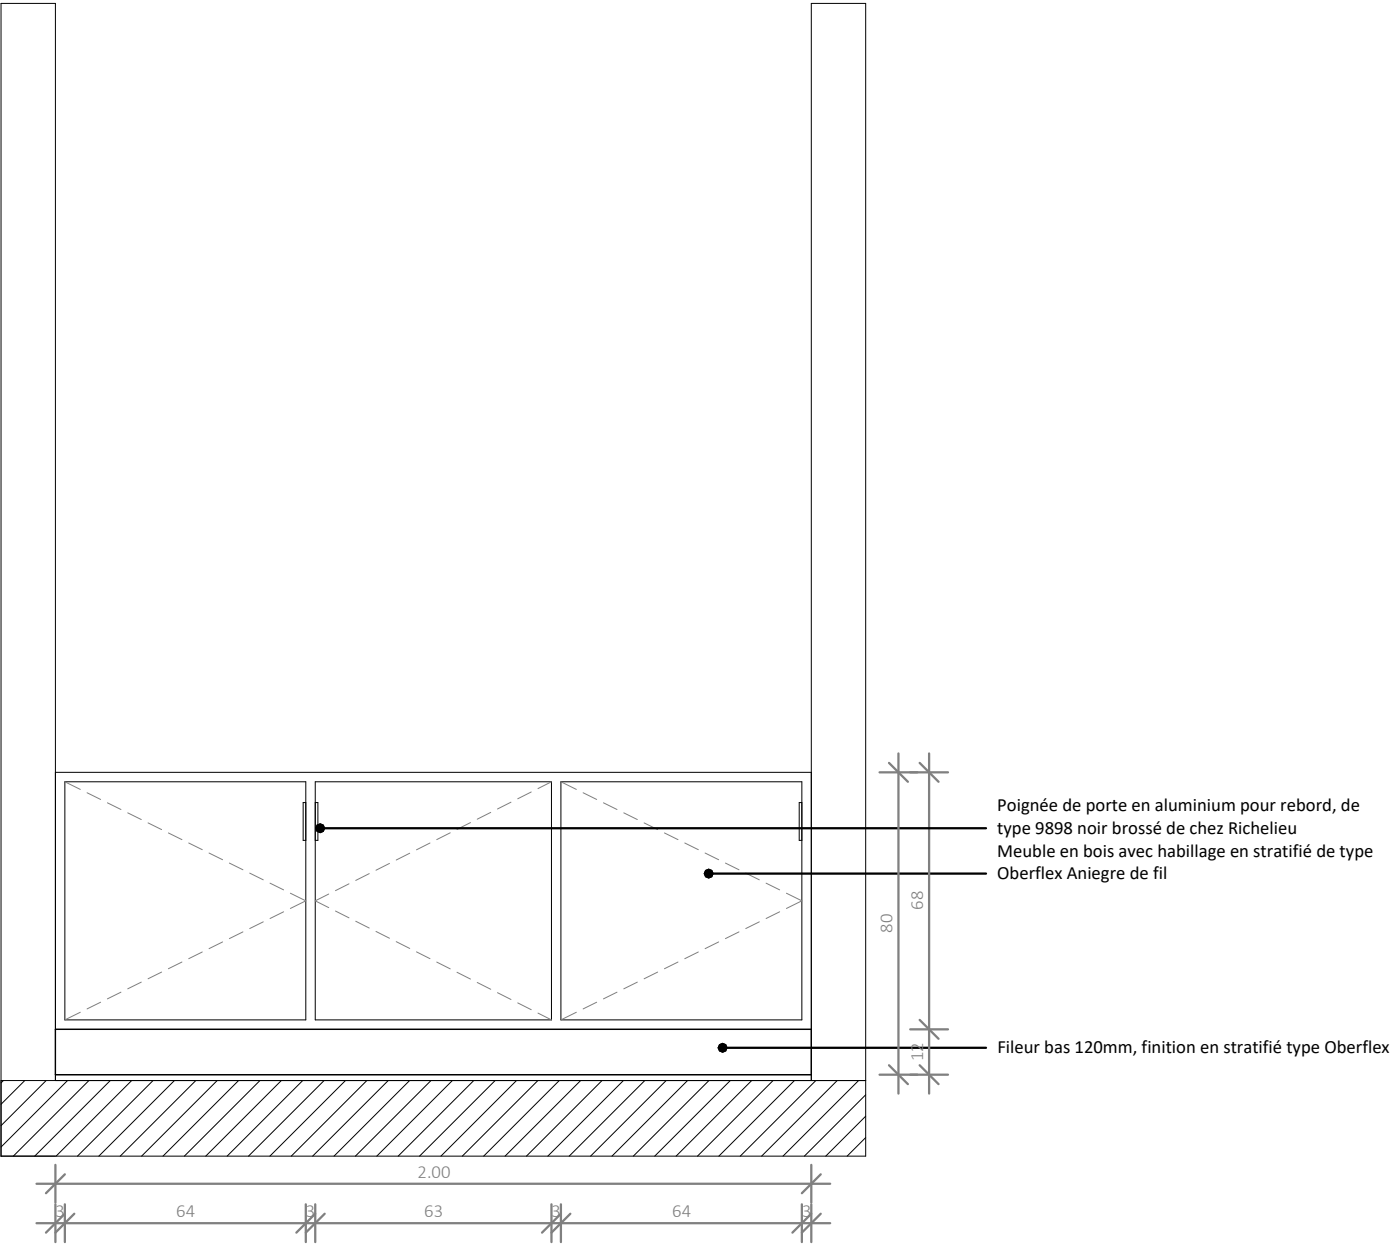 Poignée de porte en aluminium pour rebord, de
type 9898 noir brossé de chez Richelieu
Meuble en bois avec habillage en stratifié de type
Oberflex Aniegre de fil
80
68
12
Fileur bas 120mm, finition en stratifié type Oberflex
2.00
3
64
3
63
3
64
3